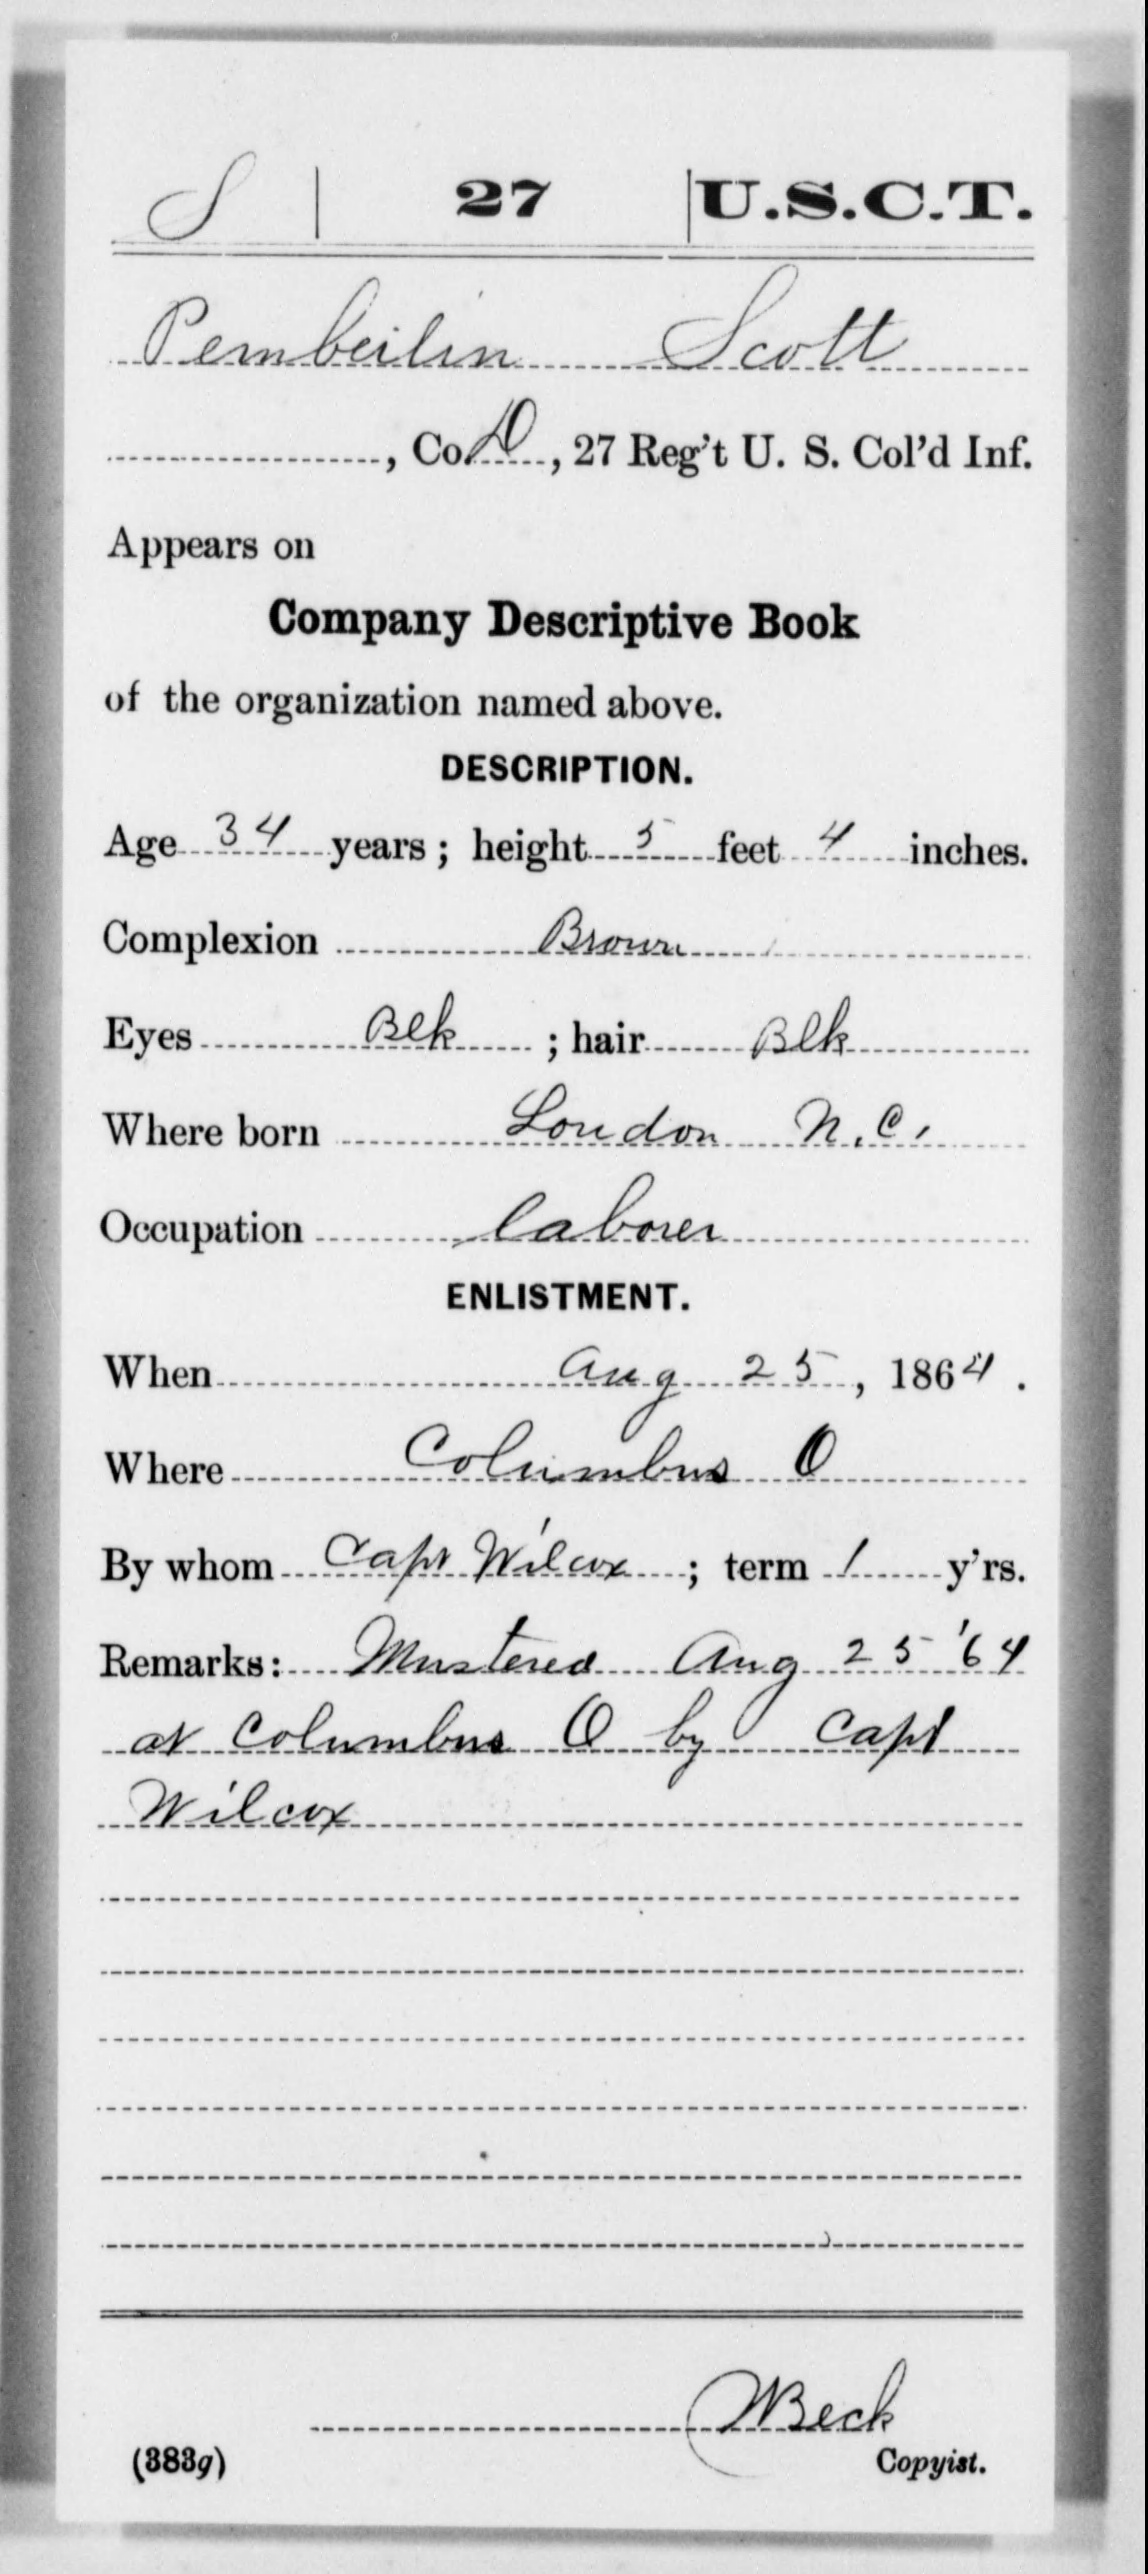 S | 27 | U.S.C.T.
Pembeilin Scott
, Co. D, 27 Reg't U. S. Col'd Inf.
Appears on
Company Descriptive Book
of the organization named above.
DESCRIPTION.
Age 34 years; height 5 feet 4 inches.
Complexion Brown
Eyes Blk ; hair Blk
Where born Loudon N.C.
Occupation laborer
ENLISTMENT.
When Aug 25, 1864.
Where Columbus O
By whom Capt Wilcox; term 1 y'rs.
Remarks: Mustered Aug 25 '64
at Columbus O by Capt
Wilcox
WBeck
(383g) Copyist.